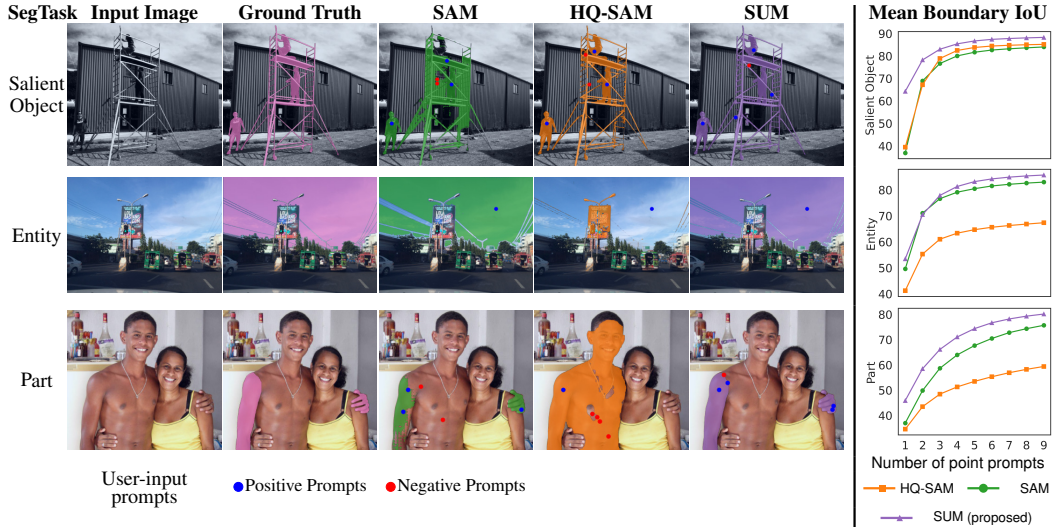 SegTask Input Image Ground Truth SAM HQ-SAM SUM Mean Boundary IoU
Salient Object
Entity
Part
User-input prompts
Positive Prompts
Negative Prompts
90
80
70
60
50
40
Salient Object
80
70
60
50
40
Entity
80
70
60
50
40
Part
1 2 3 4 5 6 7 8 9
Number of point prompts
HQ-SAM SAM
SUM (proposed)